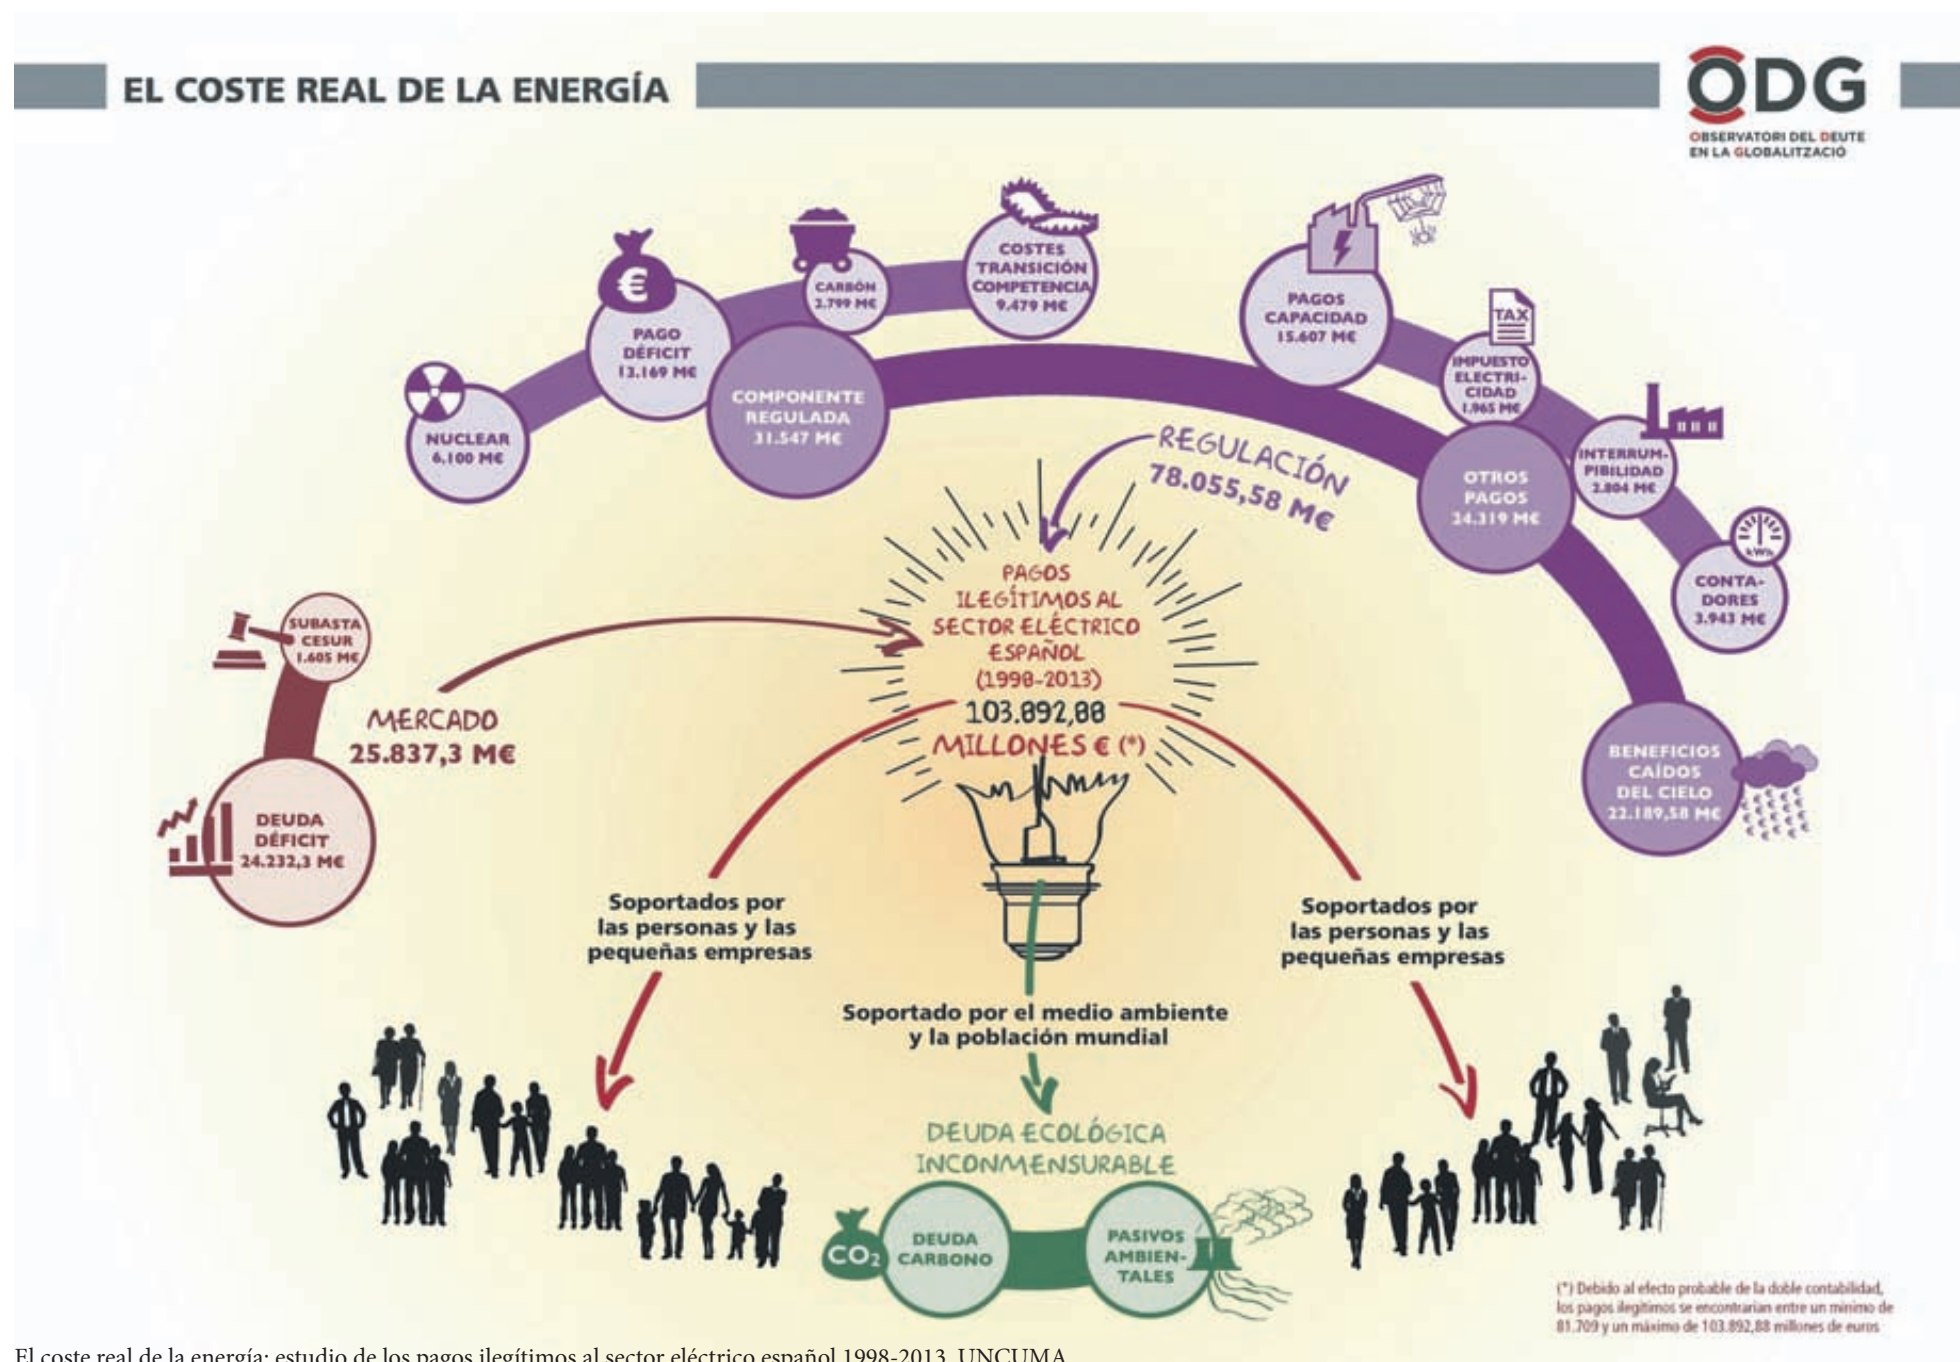 EL COSTE REAL DE LA ENERGÍA
ODG
OBSERVATORI DEL DEUTE
EN LA GLOBALITZACIÓ
NUCLEAR
6.100 M€
€
PAGO
DÉFICIT
13.169 M€
CARBÓN
2.799 M€
COSTES
TRANSICIÓN
COMPETENCIA
9.479 M€
COMPONENTE
REGULADA
31.547 M€
PAGOS
CAPACIDAD
15.607 M€
TAX
IMPUESTO
ELECTRI-
CIDAD
1.965 M€
INTERRUM-
PIBILIDAD
2.804 M€
OTROS
PAGOS
24.319 M€
kWh
CONTA-
DORES
3.943 M€
BENEFICIOS
CAÍDOS
DEL CIELO
22.189,58 M€
REGULACIÓN
78.055,58 M€
SUBASTA
CESUR
1.605 M€
MERCADO
25.837,3 M€
DEUDA
DÉFICIT
24.232,3 M€
PAGOS
ILEGÍTIMOS AL
SECTOR ELÉCTRICO
ESPAÑOL
(1998-2013)
103.892,88
MILLONES € (*)
Soportados por
las personas y las
pequeñas empresas
Soportado por el medio ambiente
y la población mundial
Soportados por
las personas y las
pequeñas empresas
DEUDA ECOLÓGICA
INCONMENSURABLE
CO2
DEUDA
CARBONO
PASIVOS
AMBIEN-
TALES
(*) Debido al efecto probable de la doble contabilidad,
los pagos ilegítimos se encontrarian entre un mínimo de
81.709 y un máximo de 103.892,88 millones de euros
El coste real de la energía: estudio de los pagos ilegítimos al sector eléctrico español 1998-2013. UNCUMA